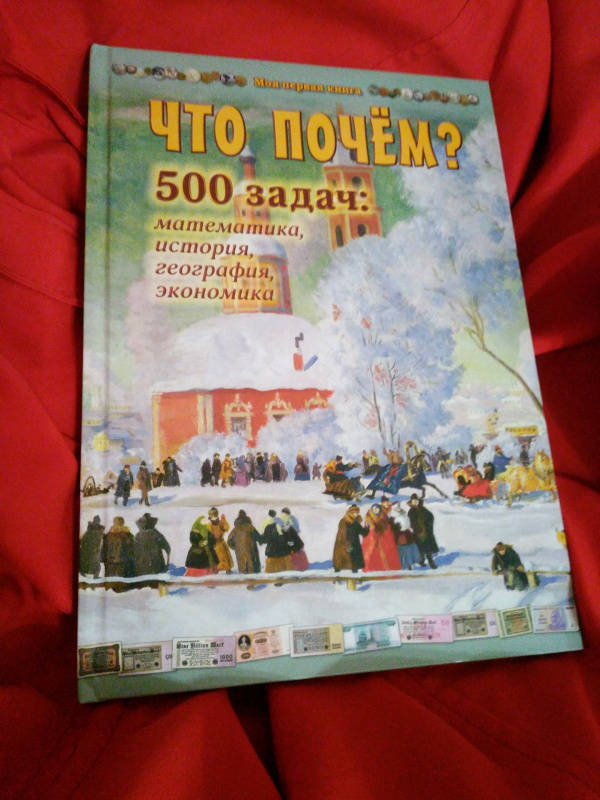 Моя первая книга
ЧТО ПОЧЁМ?
500 задач:
математика,
история,
география,
экономика